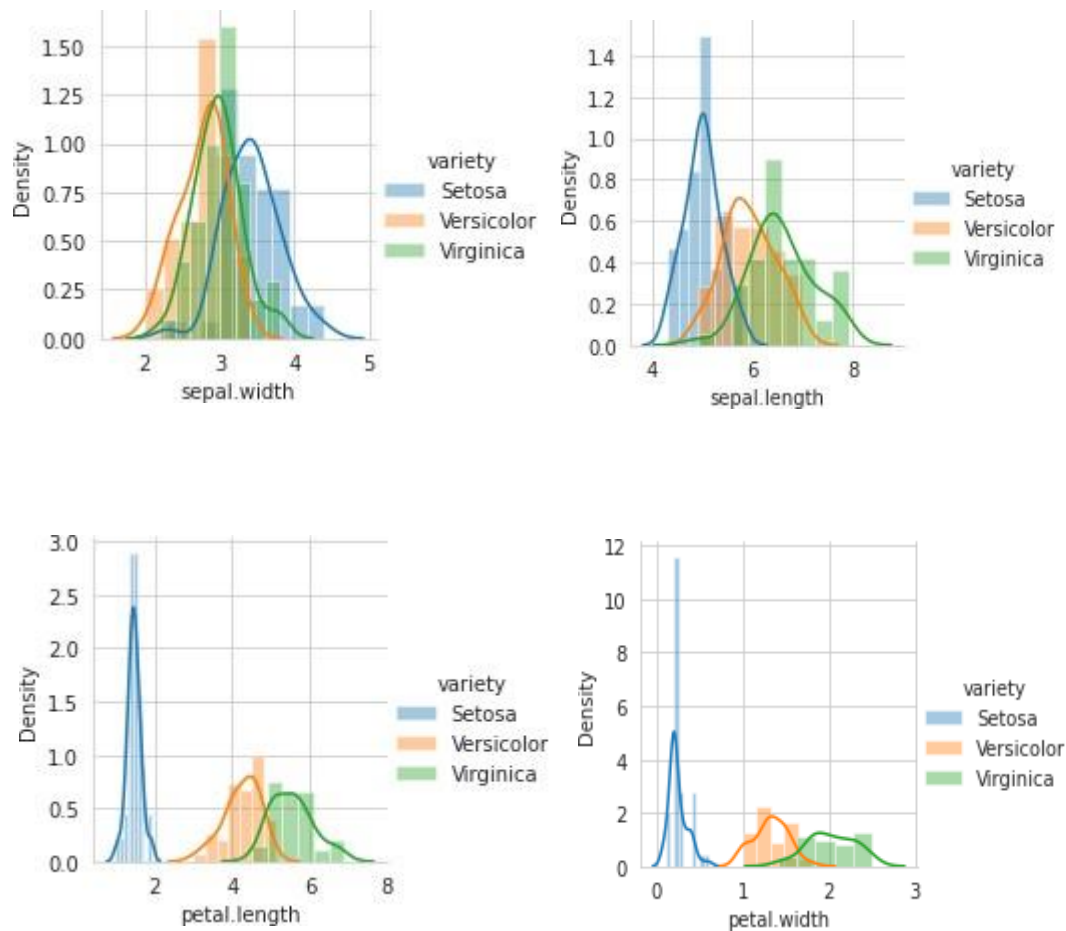 1.50
1.25
1.00
0.75
0.50
0.25
0.00
Density
2 3 4 5
sepal.width
variety
Setosa
Versicolor
Virginica
1.4
1.2
1.0
0.8
0.6
0.4
0.2
0.0
Density
4 6 8
sepal.length
variety
Setosa
Versicolor
Virginica
3.0
2.5
2.0
1.5
1.0
0.5
0.0
Density
2 4 6 8
petal.length
variety
Setosa
Versicolor
Virginica
12
10
8
6
4
2
0
Density
0 1 2 3
petal.width
variety
Setosa
Versicolor
Virginica